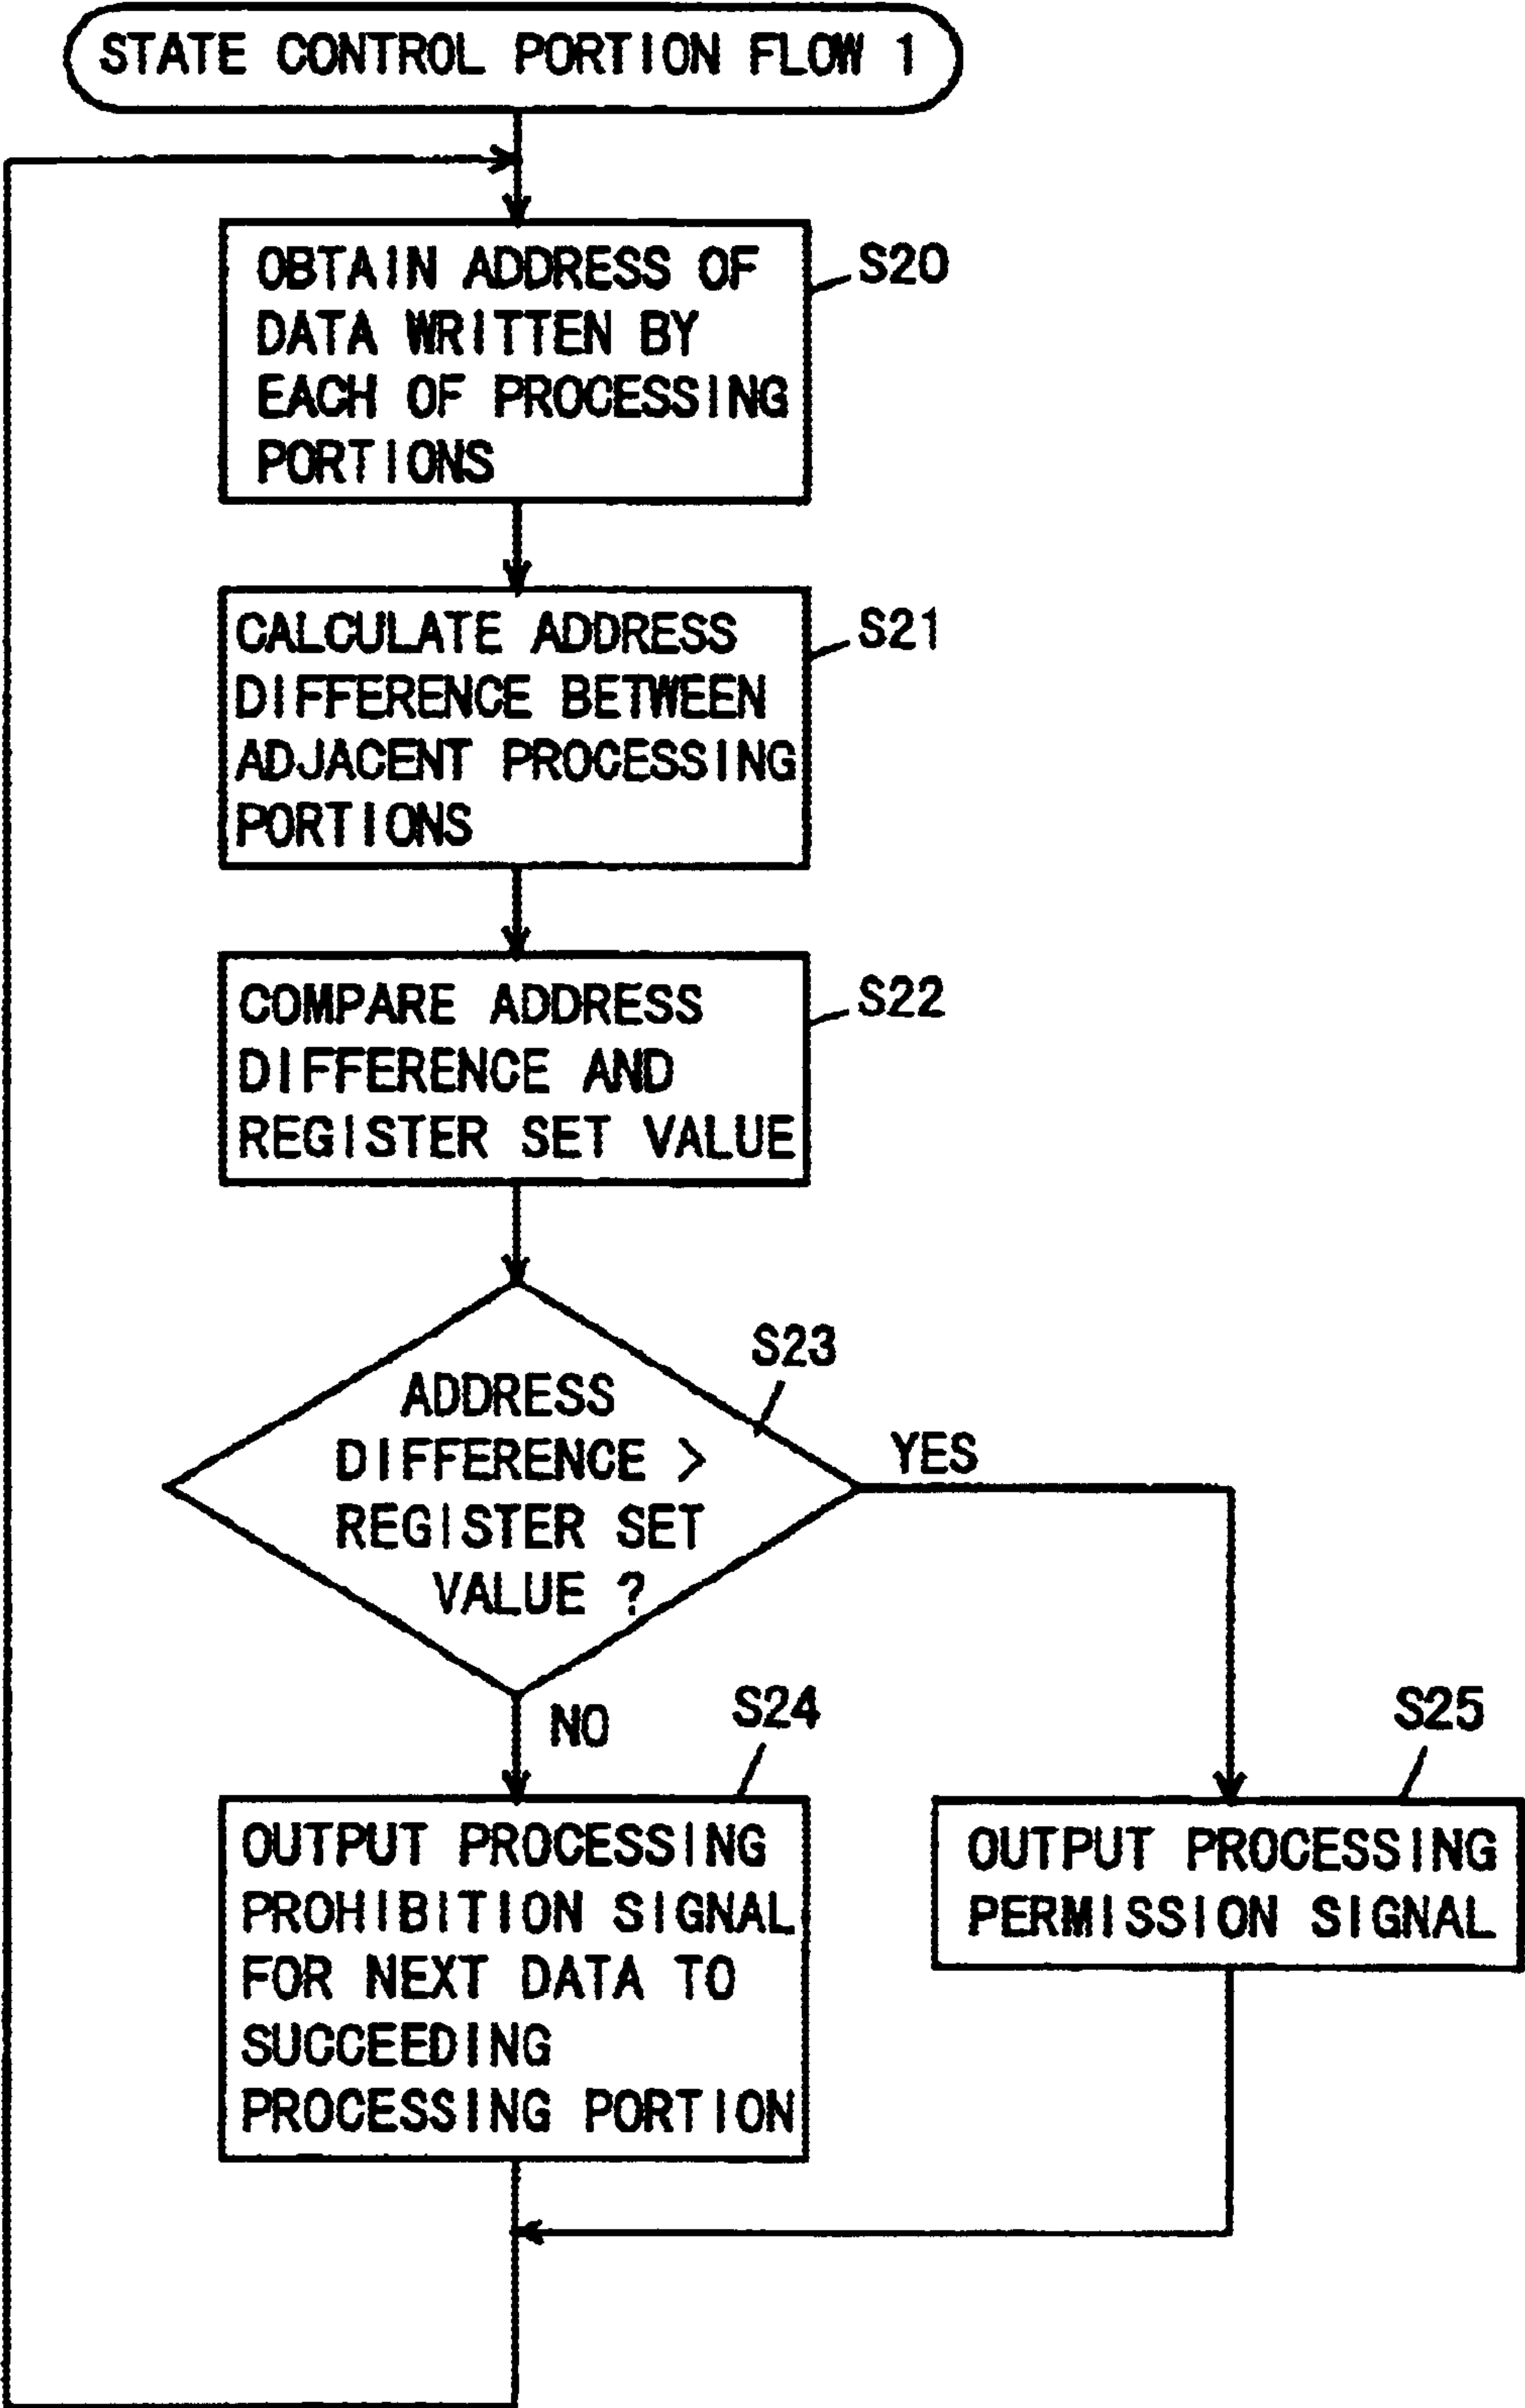 STATE CONTROL PORTION FLOW 1
OBTAIN ADDRESS OF
DATA WRITTEN BY
EACH OF PROCESSING
PORTIONS
S20
CALCULATE ADDRESS
DIFFERENCE BETWEEN
ADJACENT PROCESSING
PORTIONS
S21
COMPARE ADDRESS
DIFFERENCE AND
REGISTER SET VALUE
S22
S23
ADDRESS
DIFFERENCE >
REGISTER SET
VALUE ?
YES
NO
S24
OUTPUT PROCESSING
PROHIBITION SIGNAL
FOR NEXT DATA TO
SUCCEEDING
PROCESSING PORTION
S25
OUTPUT PROCESSING
PERMISSION SIGNAL